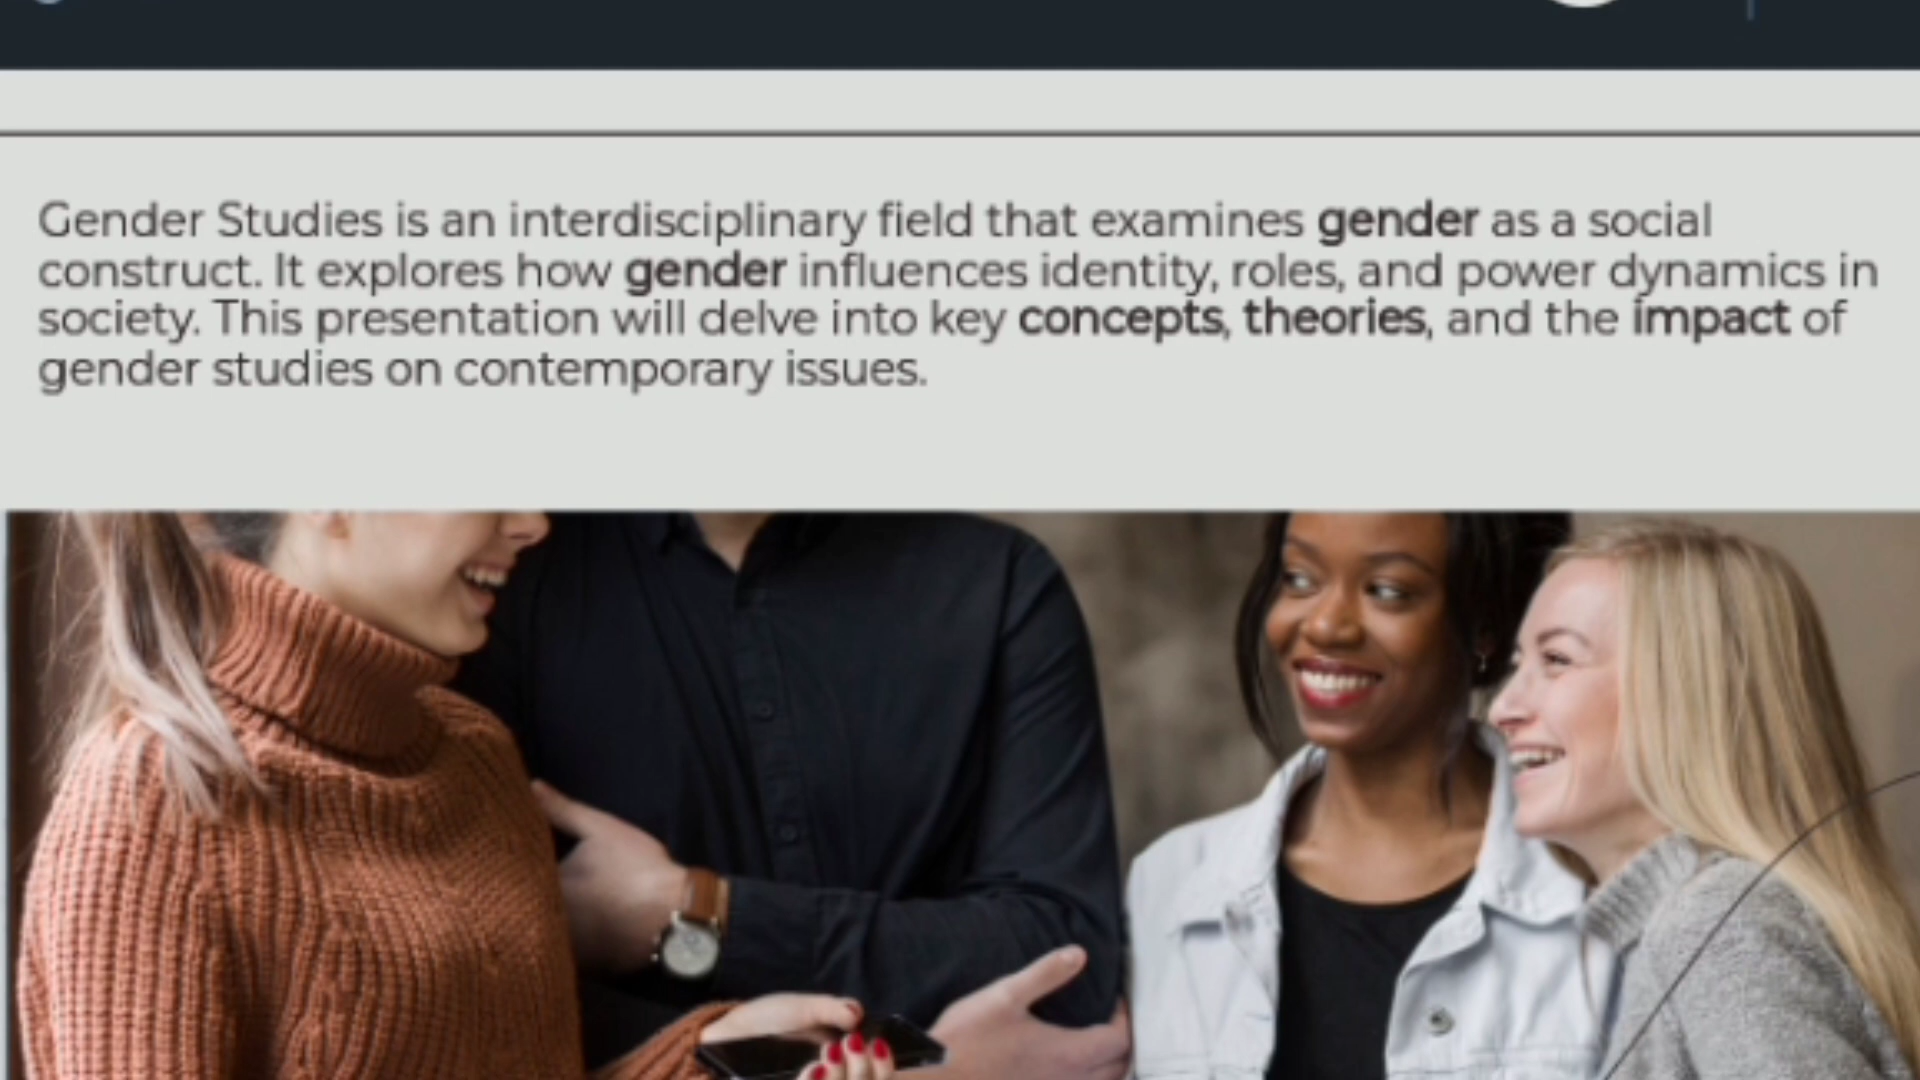 Gender Studies is an interdisciplinary field that examines gender as a social
construct. It explores how gender influences identity, roles, and power dynamics in
society. This presentation will delve into key concepts, theories, and the impact of
gender studies on contemporary issues.